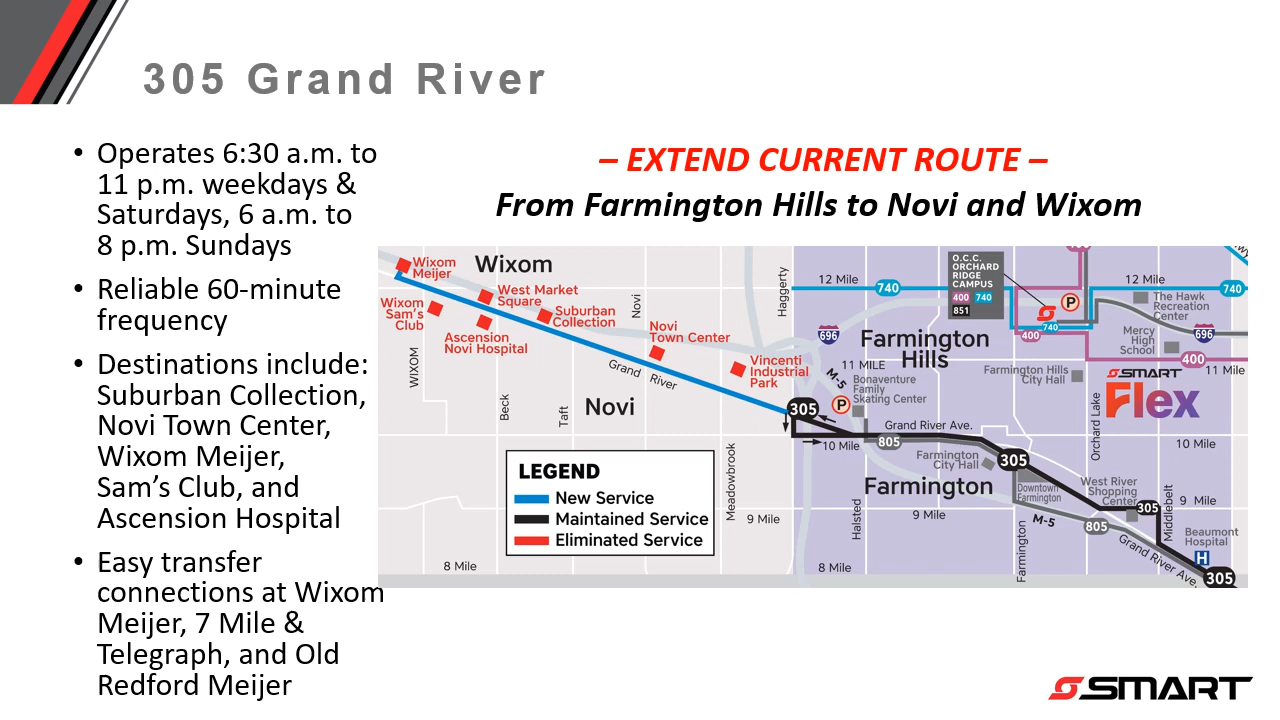 305 Grand River
• Operates 6:30 a.m. to
11 p.m. weekdays &
Saturdays, 6 a.m. to
8 p.m. Sundays
• Reliable 60-minute
frequency
• Destinations include:
Suburban Collection,
Novi Town Center,
Wixom Meijer,
Sam's Club, and
Ascension Hospital
• Easy transfer
connections at Wixom
Meijer, 7 Mile &
Telegraph, and Old
Redford Meijer
– EXTEND CURRENT ROUTE –
From Farmington Hills to Novi and Wixom
Wixom
Meijer
Wixom
West Market
Square
Wixom
Sam's
Club
Suburban
Collection
Ascension
Novi Hospital
Novi
Novi
Town Center
Vincenti
Industrial
Park
Grand River
WIXOM
Beck
Taft
Novi
Meadowbrook
Haggerty
LEGEND
New Service
Maintained Service
Eliminated Service
8 Mile
9 Mile
12 Mile
740
O.C.C.
ORCHARD
RIDGE
CAMPUS
400 740
851
P
740
400
400
12 Mile
740
The Hawk
Recreation
Center
Mercy
High
School
696
696
Farmington
Hills
11 MILE
M-5
Bonaventure
Family
Skating Center
P
Farmington Hills
City Hall
400
11 Mile
SMART
Flex
Orchard Lake
305
10 Mile
805
Grand River Ave.
10 Mile
Farmington
City Hall
305
Farmington
Downtown
Farmington
West River
Shopping
Center
305
9 Mile
Middlebelt
Halsted
9 Mile
M-5
805
Farmington
Grand River Ave.
Beaumont
Hospital
H
305
8 Mile
SMART